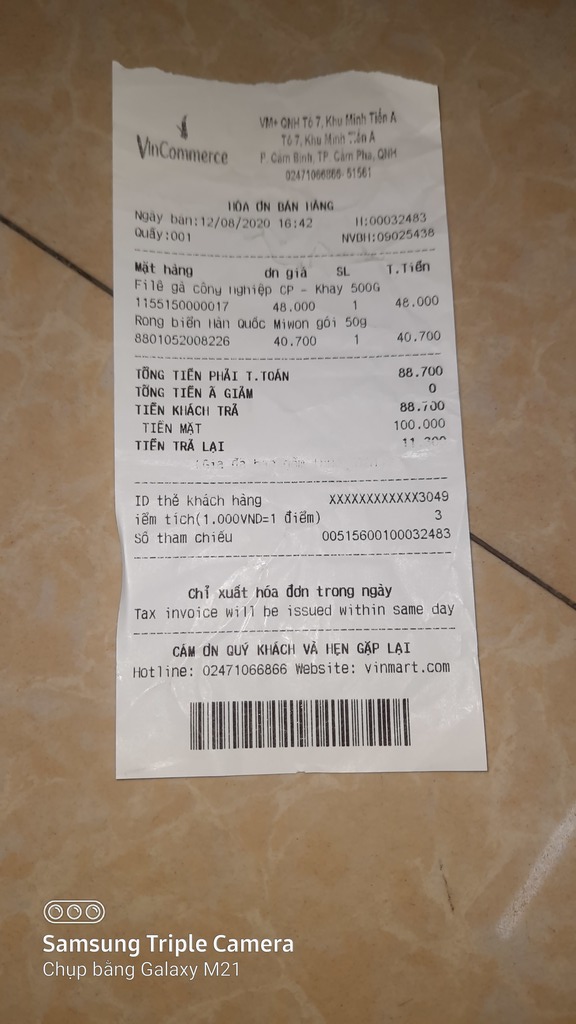 VinCommerce
VM+ QNH Tổ 7, Khu Minh Tiến A
Tổ 7, Khu Minh Tiến A
P. Cẩm Bình, TP. Cẩm Phả, QNH
02471066866-51561
HÓA ĐƠN BÁN HÀNG
Ngày bán:12/08/2020 16:42 H:00032483
Quầy:001 NVBH:09025438
Mặt hàng đn giá SL T.Tiền
Filê gà công nghiệp CP - Khay 500G
1155150000017 48.000 1 48.000
Rong biển Hàn Quốc Miwon gói 50g
8801052008226 40.700 1 40.700
TỔNG TIỀN PHẢI T.TOÁN 88.700
TỔNG TIỀN Ã GIẢM 0
TIỀN KHÁCH TRẢ 88.700
TIỀN MẶT 100.000
TIỀN TRẢ LẠI
ID thẻ khách hàng XXXXXXXXXXXX3049
iểm tích(1.000VND=1 điểm) 3
Số tham chiếu 00515600100032483
Chỉ xuất hóa đơn trong ngày
Tax invoice will be issued within same day
CẢM ƠN QUÝ KHÁCH VÀ HẸN GẶP LẠI
Hotline: 02471066866 Website: vinmart.com
Samsung Triple Camera
Chụp bằng Galaxy M21